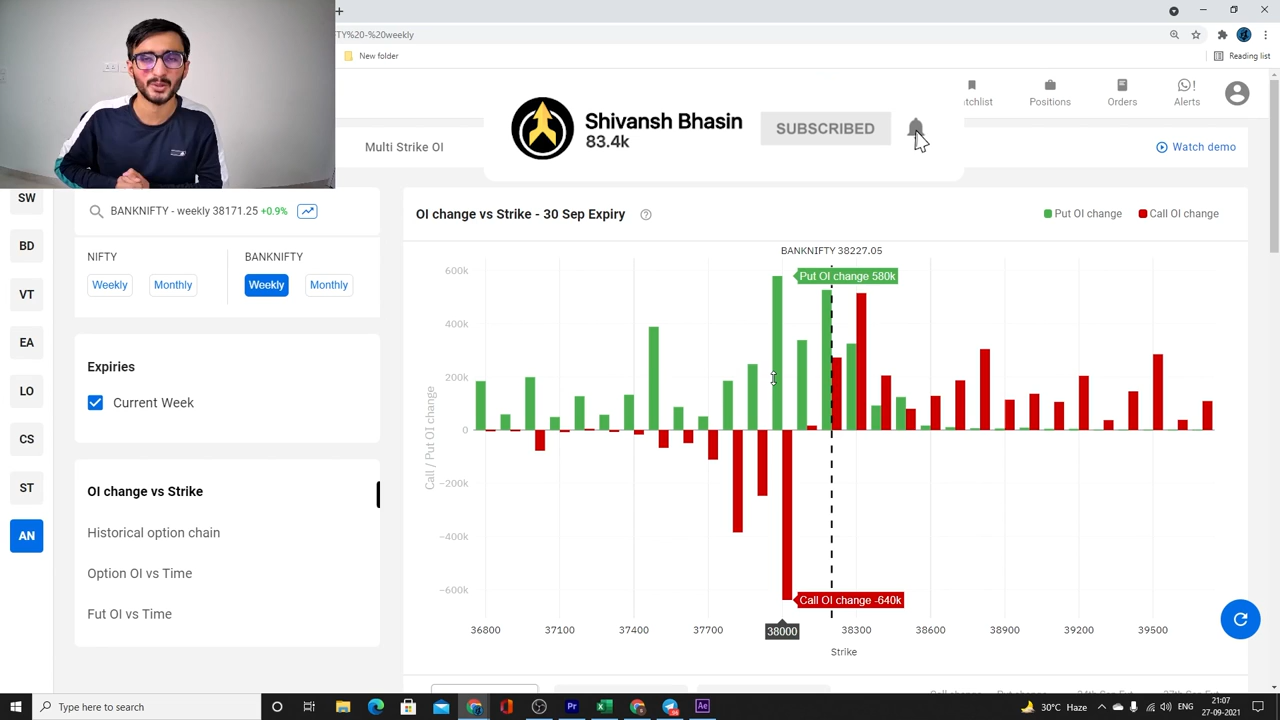 TY%20-%20weekly
New folder
Reading list
tchlist
Positions
Orders
Alerts
Shivansh Bhasin
83.4k
SUBSCRIBED
Multi Strike OI
Watch demo
SW
BD
VT
EA
LO
CS
ST
AN
BANKNIFTY - weekly 38171.25 +0.9%
NIFTY
BANKNIFTY
Weekly
Monthly
Weekly
Monthly
Expiries
Current Week
OI change vs Strike
Historical option chain
Option OI vs Time
Fut OI vs Time
OI change vs Strike - 30 Sep Expiry
Put OI change
Call OI change
BANKNIFTY 38227.05
Put OI change 580k
600k
400k
200k
0
−200k
−400k
−600k
Call / Put OI change
Call OI change -640k
36800
37100
37400
37700
38000
38300
38600
38900
39200
39500
Strike
Type here to search
30°C Haze
ENG
21:07
27-09-2021